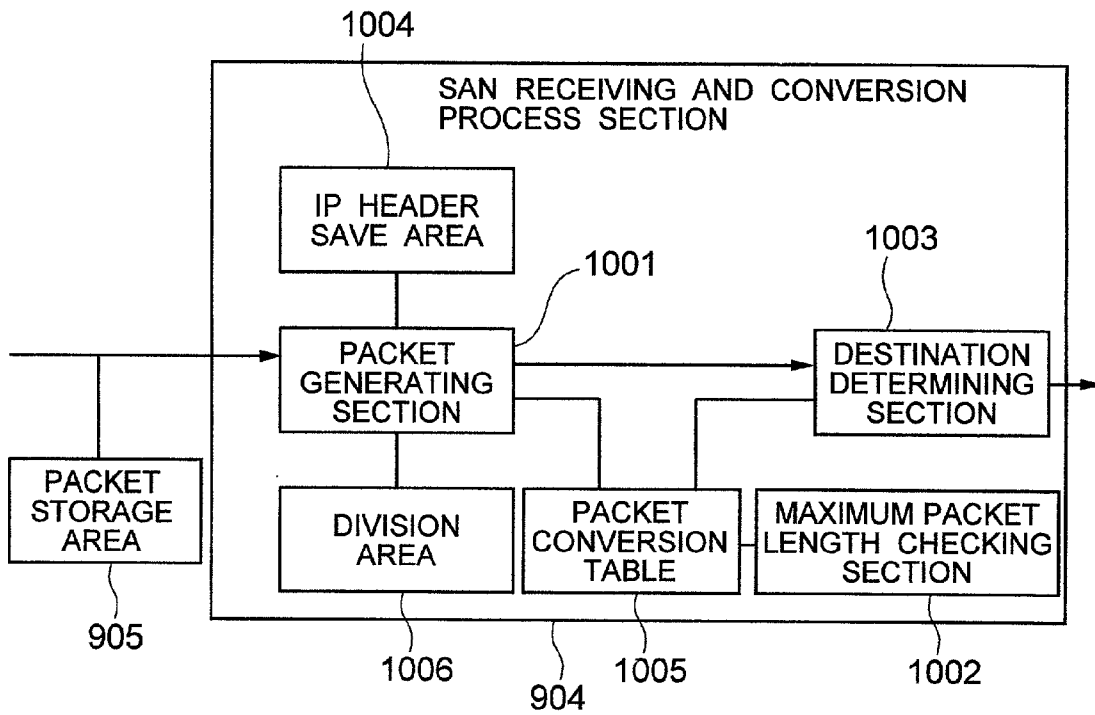 1004
SAN RECEIVING AND CONVERSION
PROCESS SECTION
IP HEADER
SAVE AREA
1001
1003
PACKET
GENERATING
SECTION
DESTINATION
DETERMINING
SECTION
PACKET
STORAGE
AREA
DIVISION
AREA
PACKET
CONVERSION
TABLE
MAXIMUM PACKET
LENGTH CHECKING
SECTION
905
1006
904
1005
1002